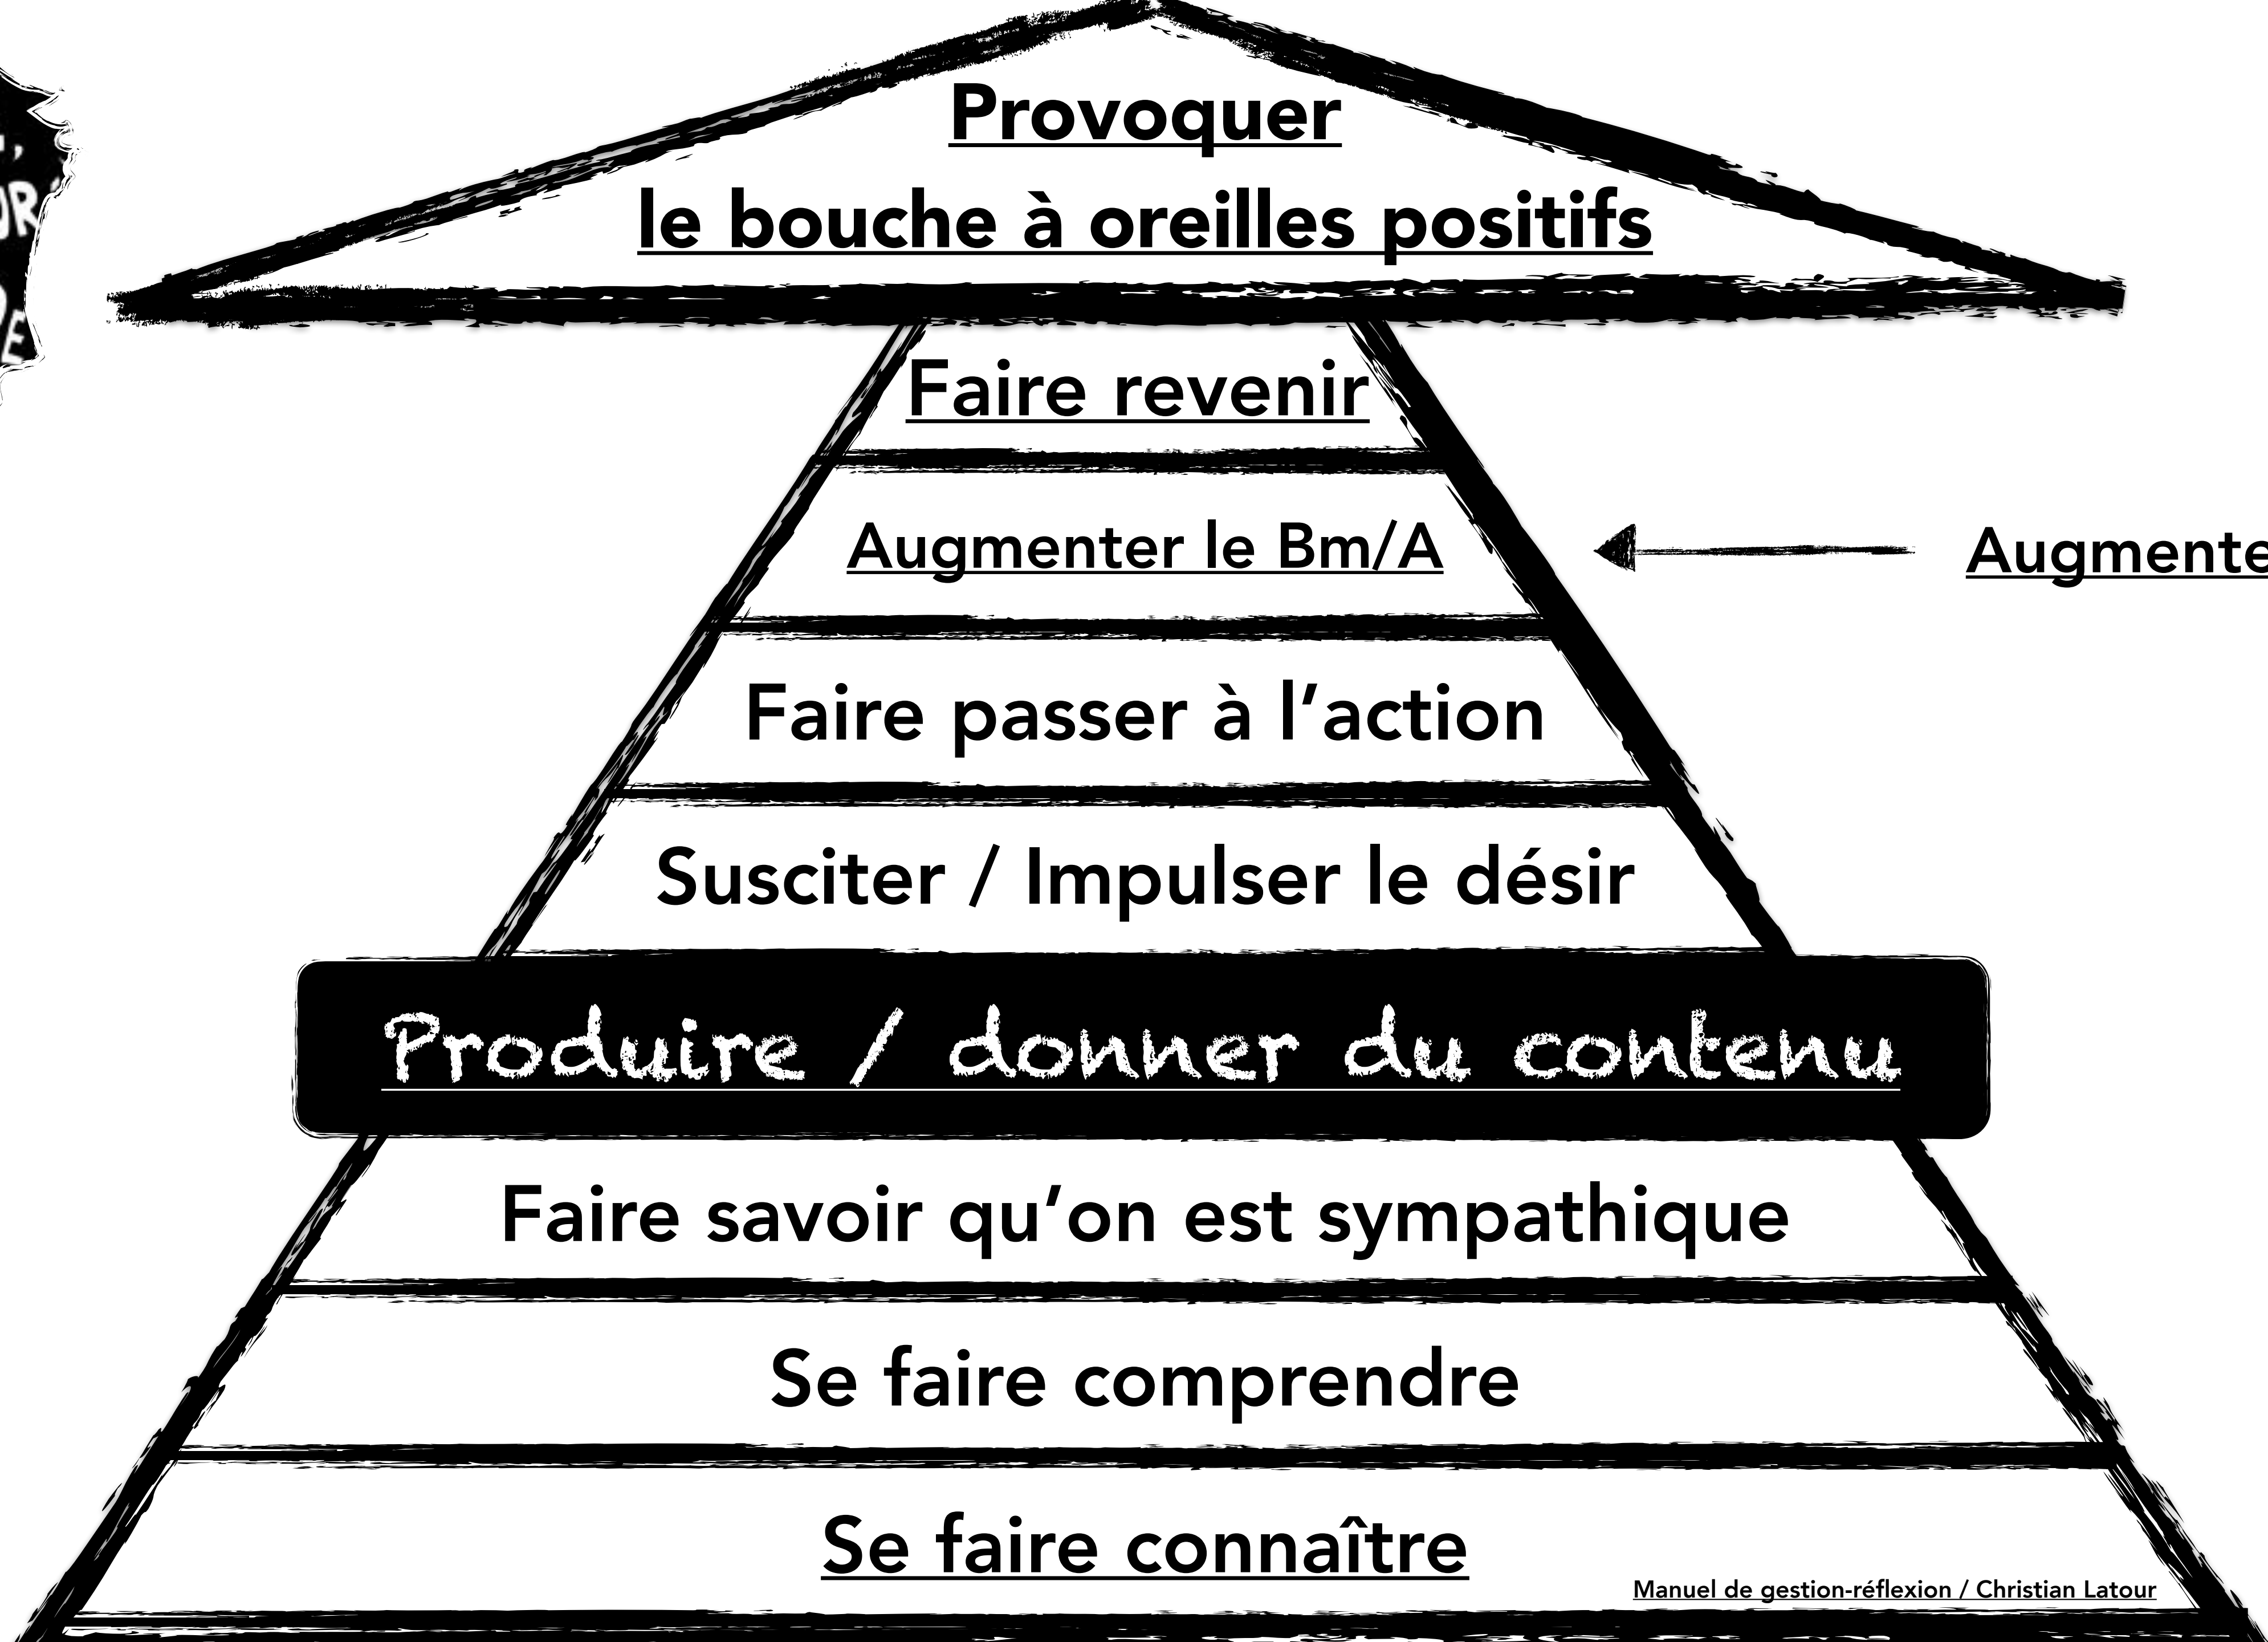 Provoquer
le bouche à oreilles positifs
Faire revenir
Augmenter le Bm/A
Faire passer à l’action
Susciter / Impulser le désir
Produire / donner du contenu
Faire savoir qu’on est sympathique
Se faire comprendre
Se faire connaître
Manuel de gestion-réflexion / Christian Latour